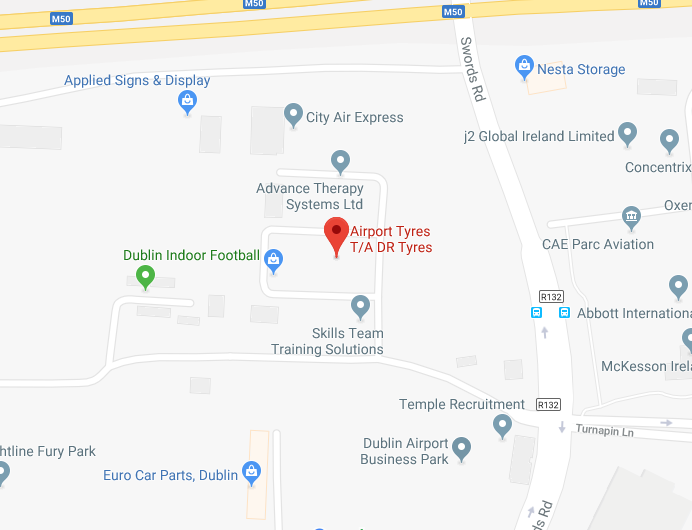 M50
M50
M50
M50
Swords Rd
Nesta Storage
Applied Signs & Display
City Air Express
j2 Global Ireland Limited
Concentrix
Advance Therapy
Systems Ltd
Oxer
Airport Tyres
T/A DR Tyres
CAE Parc Aviation
Dublin Indoor Football
R132
Abbott Internationa
Skills Team
Training Solutions
McKesson Irela
Temple Recruitment
R132
Turnapin Ln
Dublin Airport
Business Park
htline Fury Park
Euro Car Parts, Dublin
ds Rd